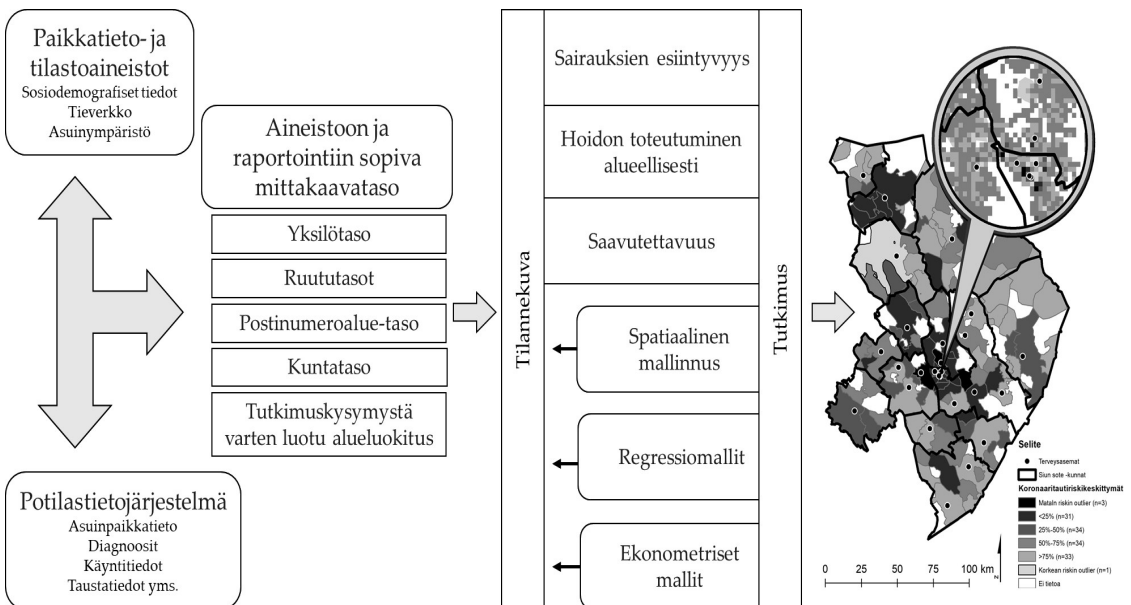 Paikkatieto- ja
tilastoaineistot
Sosiodemografiset tiedot
Tieverkko
Asuinympäristö
Potilastietojärjestelmä
Asuinpaikkatieto
Diagnoosit
Käyntitiedot
Taustatiedot yms.
Aineistoon ja
raportointiin sopiva
mittakaavataso
Yksilötaso
Ruututasot
Postinumeroalue-taso
Kuntataso
Tutkimuskysymystä
varten luotu alueluokitus
Tilannekuva
Sairauksien esiintyvyys
Hoidon toteutuminen
alueellisesti
Saavutettavuus
Spatiaalinen
mallinnus
Regressiomallit
Ekonometriset
mallit
Tutkimus
Selite
Terveysasemat
Siun sote -kunnat
Koronaaritautiriskikeskittymät
Mataln riskin outlier (n=3)
<25% (n=31)
25%-50% (n=34)
50%-75% (n=34)
>75% (n=33)
Korkean riskin outlier (n=1)
Ei tietoa
0 25 50 75 100 km
N